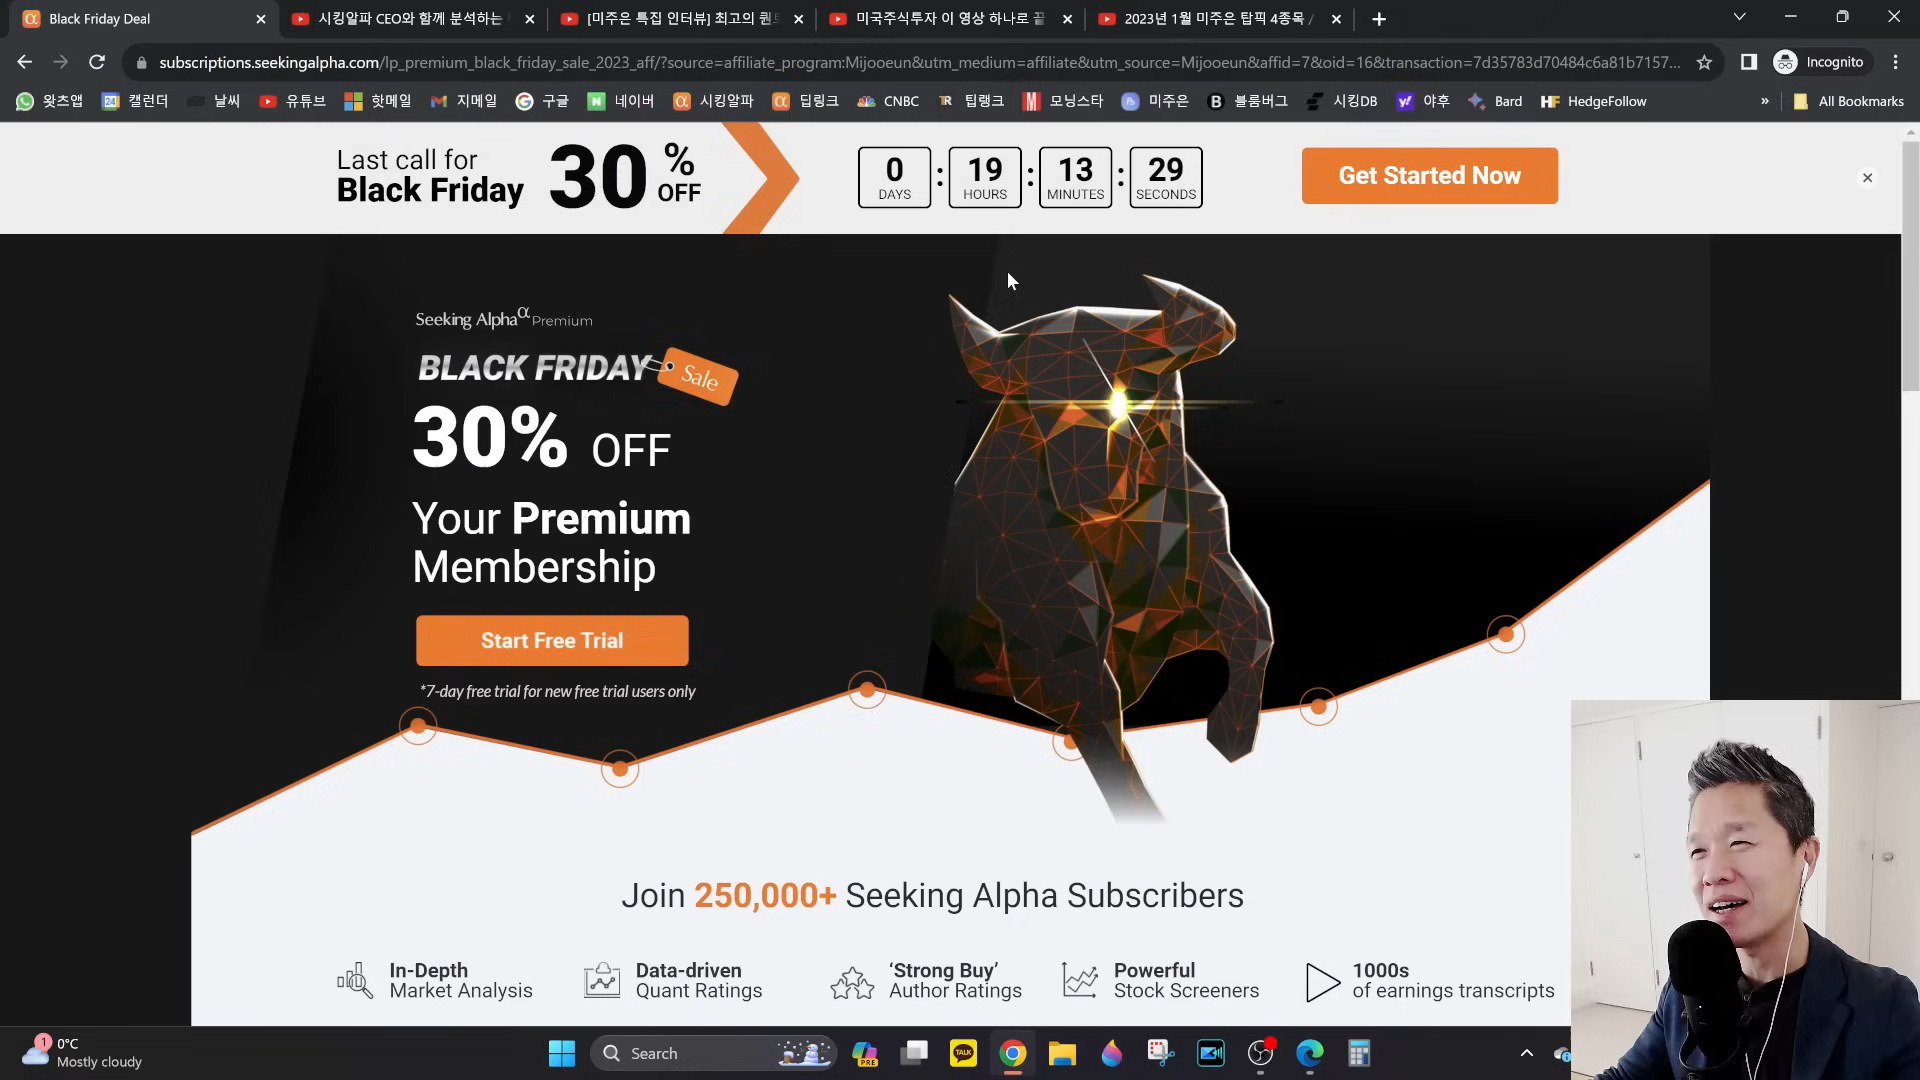 Black Friday Deal
시킹알파 CEO와 함께 분석하는
[미주은 특집 인터뷰] 최고의 퀀트
미국주식투자 이 영상 하나로 끝
2023년 1월 미주은 탑픽 4종목 /
subscriptions.seekingalpha.com/lp_premium_black_friday_sale_2023_aff/?source=affiliate_program:Mijooeun&utm_medium=affiliate&utm_source=Mijooeun&affid=7&oid=16&transaction=7d35783d70484c6a81b7157...
Incognito
왓츠앱
캘린더
날씨
유튜브
핫메일
지메일
구글
네이버
시킹알파
딥링크
CNBC
팁랭크
모닝스타
미주은
블룸버그
시킹DB
야후
Bard
HedgeFollow
»
All Bookmarks
Last call for
Black Friday
30
%
OFF
0 : 19 : 13 : 29
DAYS HOURS MINUTES SECONDS
Get Started Now
Seeking Alphaα Premium
BLACK FRIDAY
Sale
30% OFF
Your Premium
Membership
Start Free Trial
*7-day free trial for new free trial users only
Join 250,000+ Seeking Alpha Subscribers
In-Depth
Market Analysis
Data-driven
Quant Ratings
‘Strong Buy’
Author Ratings
Powerful
Stock Screeners
1000s
of earnings transcripts
1
0°C
Mostly cloudy
Search
PRE
TALK